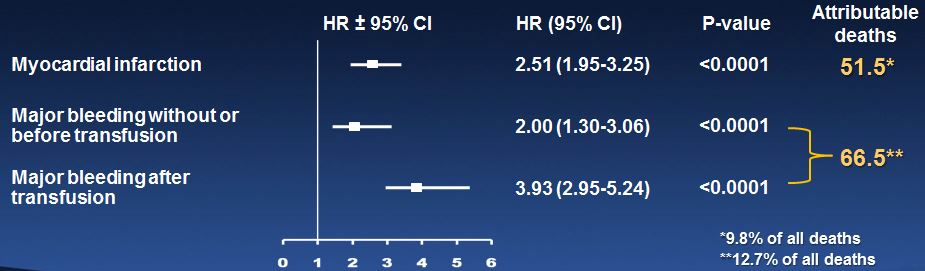 HR ± 95% CI HR (95% CI) P-value Attributable
deaths
Myocardial infarction 2.51 (1.95-3.25) <0.0001 51.5*
Major bleeding without or
before transfusion 2.00 (1.30-3.06) <0.0001
66.5**
Major bleeding after
transfusion 3.93 (2.95-5.24) <0.0001
*9.8% of all deaths
**12.7% of all deaths
0 1 2 3 4 5 6